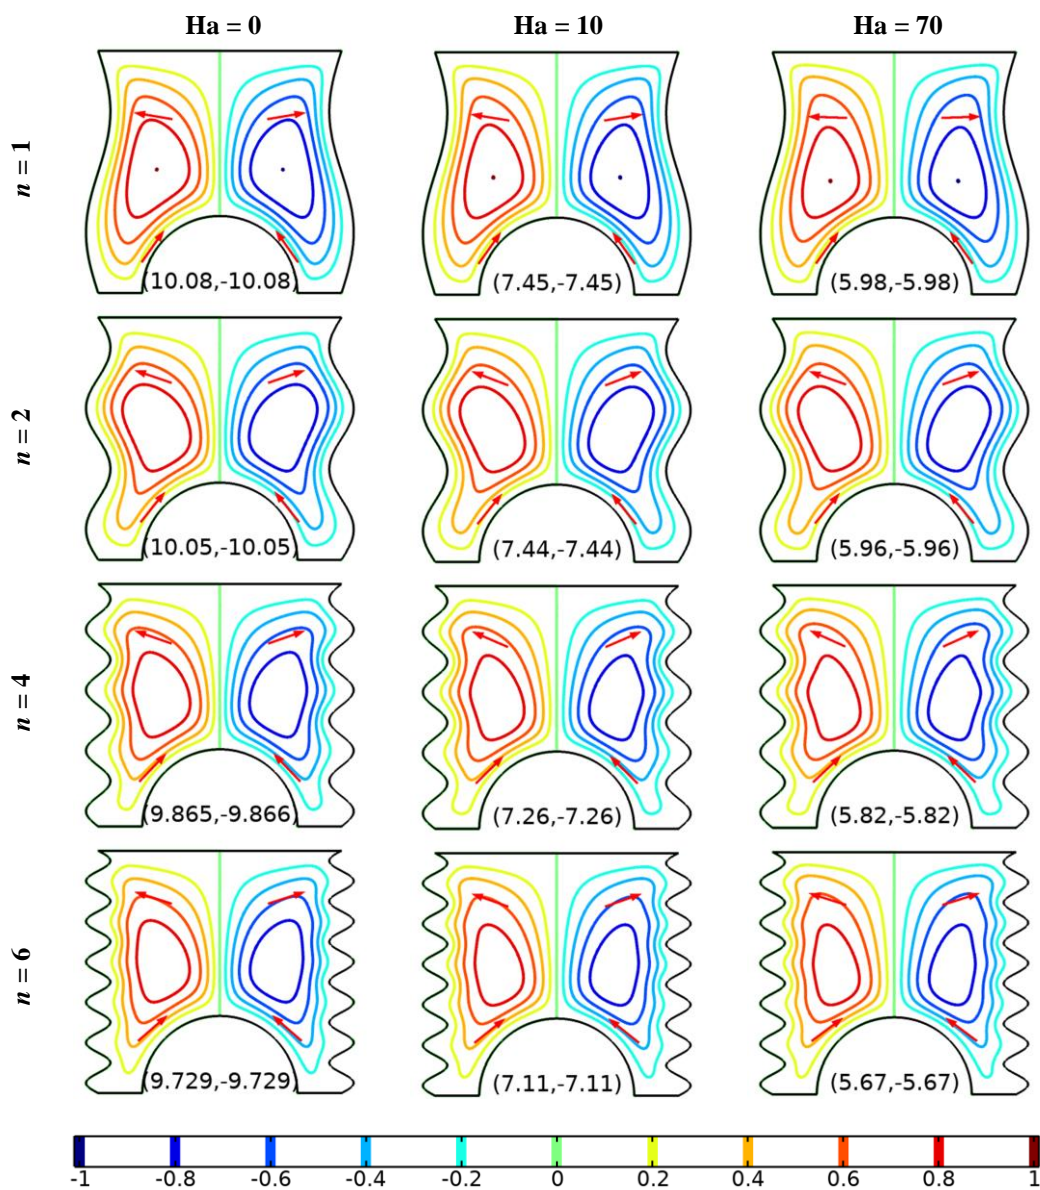 Ha = 0 Ha = 10 Ha = 70
n = 1
(10.08,-10.08) (7.45,-7.45) (5.98,-5.98)
n = 2
(10.05,-10.05) (7.44,-7.44) (5.96,-5.96)
n = 4
(9.865,-9.866) (7.26,-7.26) (5.82,-5.82)
n = 6
(9.729,-9.729) (7.11,-7.11) (5.67,-5.67)
-1 -0.8 -0.6 -0.4 -0.2 0 0.2 0.4 0.6 0.8 1